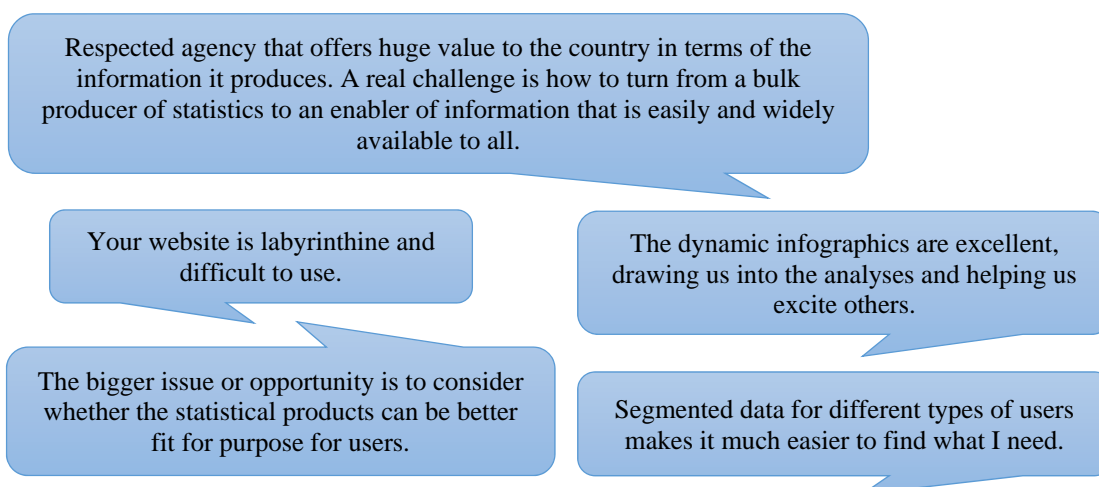 Respected agency that offers huge value to the country in terms of the
information it produces. A real challenge is how to turn from a bulk
producer of statistics to an enabler of information that is easily and widely
available to all.
Your website is labyrinthine and
difficult to use.
The dynamic infographics are excellent,
drawing us into the analyses and helping us
excite others.
The bigger issue or opportunity is to consider
whether the statistical products can be better
fit for purpose for users.
Segmented data for different types of users
makes it much easier to find what I need.